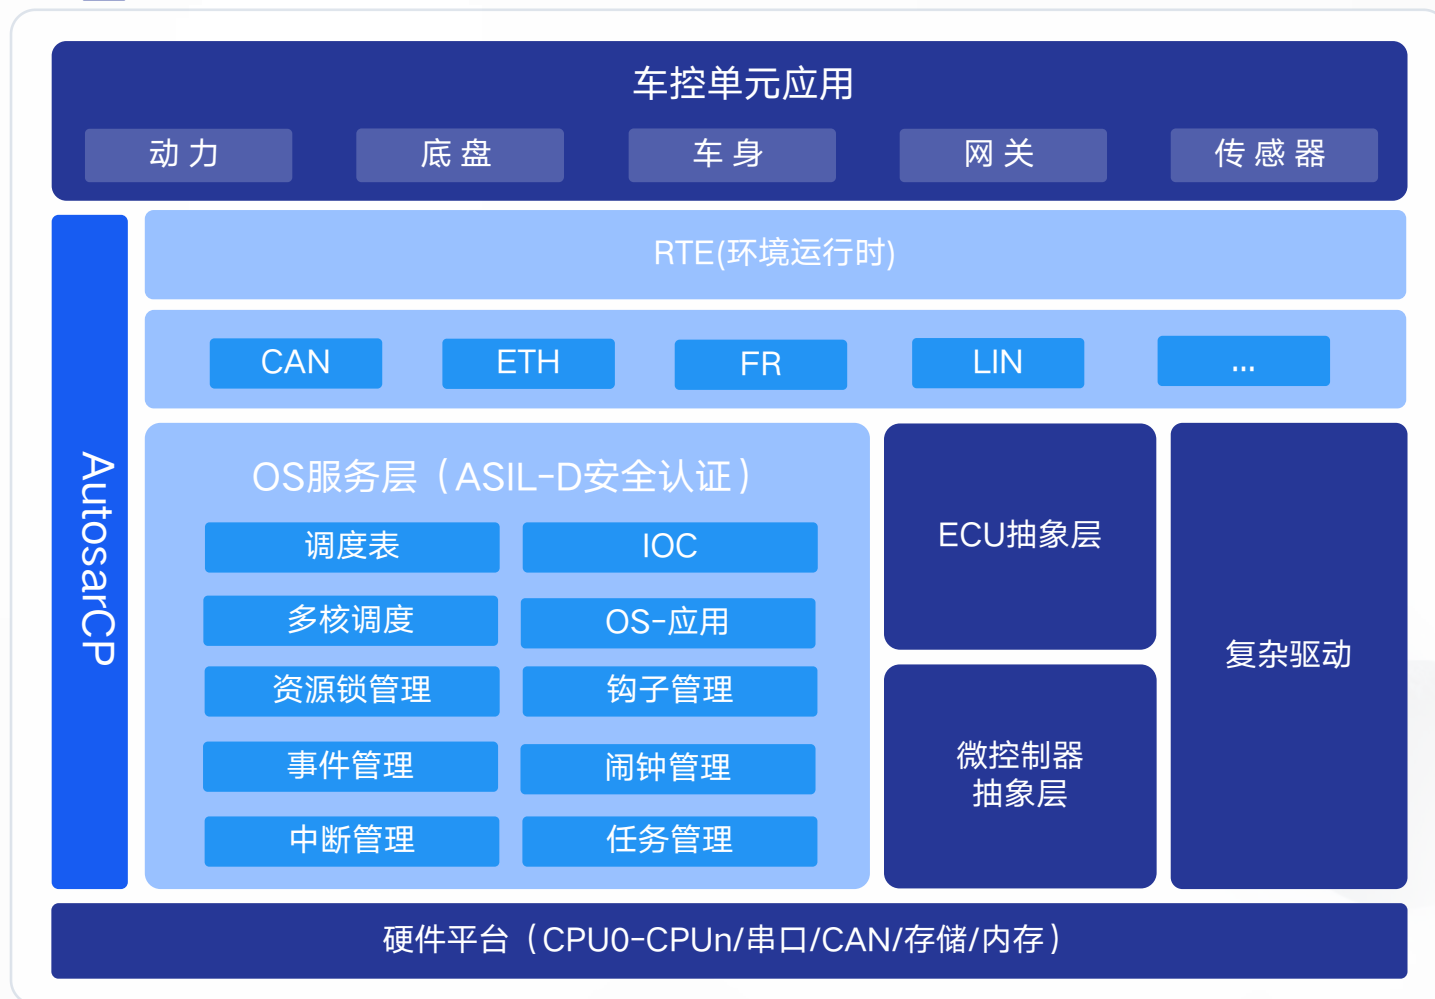 车控单元应用
动力
底盘
车身
网关
传感器
AutosarCP
RTE(环境运行时)
CAN
ETH
FR
LIN
...
OS服务层（ASIL-D安全认证）
调度表
IOC
多核调度
OS-应用
资源锁管理
钩子管理
事件管理
闹钟管理
中断管理
任务管理
ECU抽象层
微控制器
抽象层
复杂驱动
硬件平台（CPU0-CPUn/串口/CAN/存储/内存）